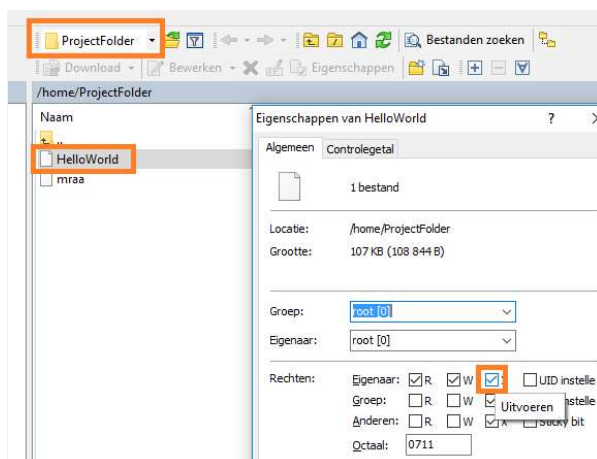 ProjectFolder
Bestanden zoeken
Download
Bewerken
Eigenschappen
/home/ProjectFolder
Naam
..
HelloWorld
mraa
Eigenschappen van HelloWorld ?
Algemeen Controlegetal
1 bestand
Locatie: /home/ProjectFolder
Grootte: 107 KB (108 844 B)
Groep: root [0]
Eigenaar: root [0]
Rechten: Eigenaar: R W UID instelle
Groep: R W nstelle
Uitvoeren
Anderen: R W X Sticky bit
Octaal: 0711